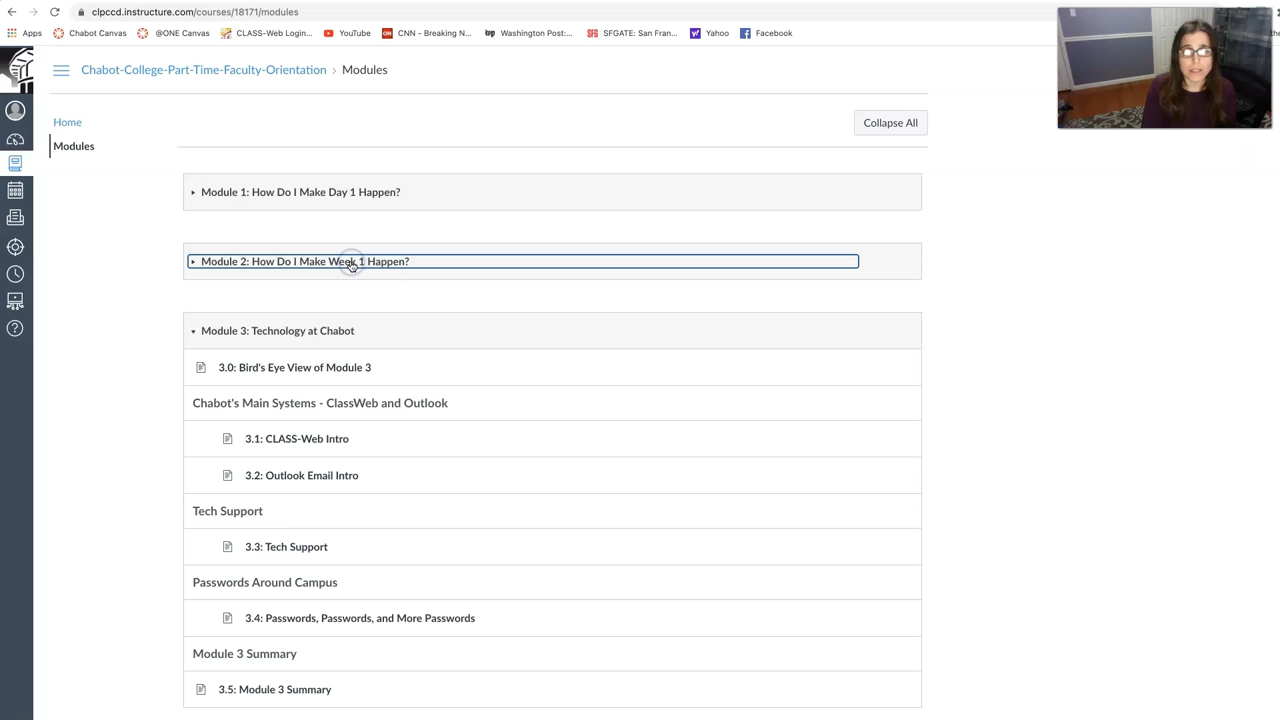 clpccd.instructure.com/courses/18171/modules
Apps Chabot Canvas @ONE Canvas CLASS-Web Login... YouTube CNN - Breaking N... Washington Post:... SFGATE: San Fran... Yahoo Facebook
Chabot-College-Part-Time-Faculty-Orientation › Modules
Home
Collapse All
Modules
Module 1: How Do I Make Day 1 Happen?
Module 2: How Do I Make Week 1 Happen?
Module 3: Technology at Chabot
3.0: Bird's Eye View of Module 3
Chabot's Main Systems - ClassWeb and Outlook
3.1: CLASS-Web Intro
3.2: Outlook Email Intro
Tech Support
3.3: Tech Support
Passwords Around Campus
3.4: Passwords, Passwords, and More Passwords
Module 3 Summary
3.5: Module 3 Summary